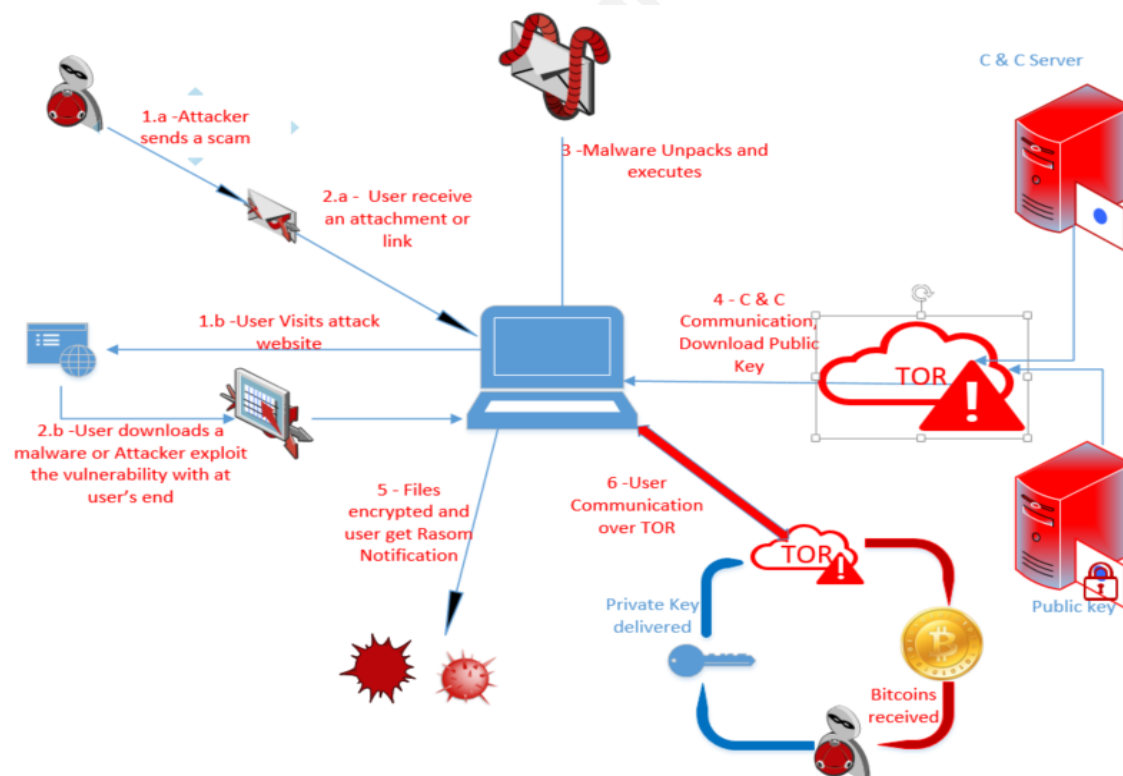 C & C Server
1.a -Attacker
sends a scam
3 -Malware Unpacks and
executes
2.a - User receive
an attachment or
link
4 - C & C
Communication,
Download Public
Key
TOR
1.b -User Visits attack
website
2.b -User downloads a
malware or Attacker exploit
the vulnerability with at
user's end
5 - Files
encrypted and
user get Rasom
Notification
6 -User
Communication
over TOR
TOR
Private Key
delivered
Bitcoins
received
Public key